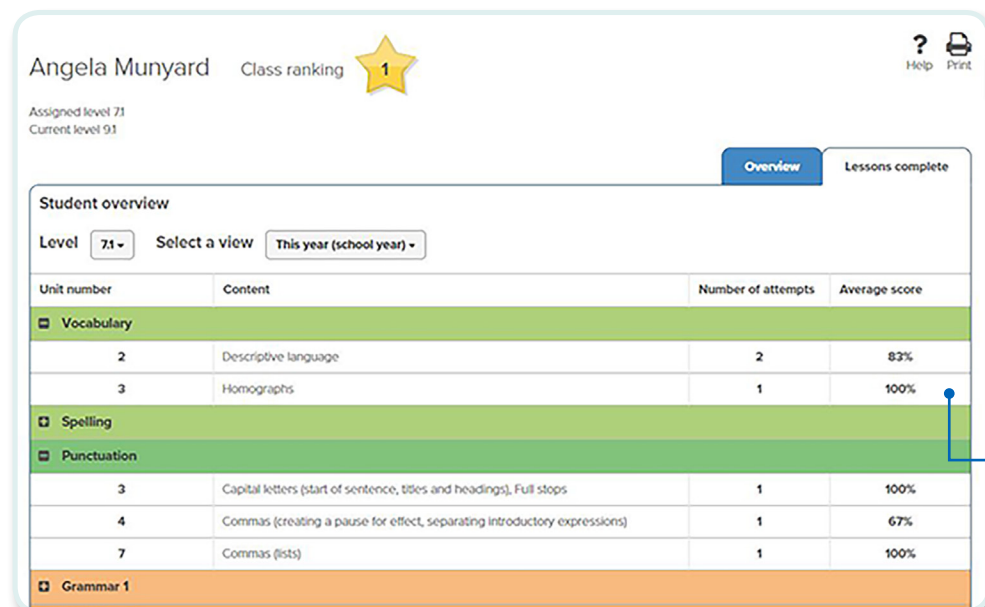 Angela Munyard Class ranking 1
? Help Print
Assigned level 7.1
Current level 9.1
Overview Lessons complete
Student overview
Level 7.1 Select a view This year (school year)
Unit number Content Number of attempts Average score
Vocabulary
2 Descriptive language 2 83%
3 Homographs 1 100%
Spelling
Punctuation
3 Capital letters (start of sentence, titles and headings), Full stops 1 100%
4 Commas (creating a pause for effect, separating introductory expressions) 1 67%
7 Commas (lists) 1 100%
Grammar 1